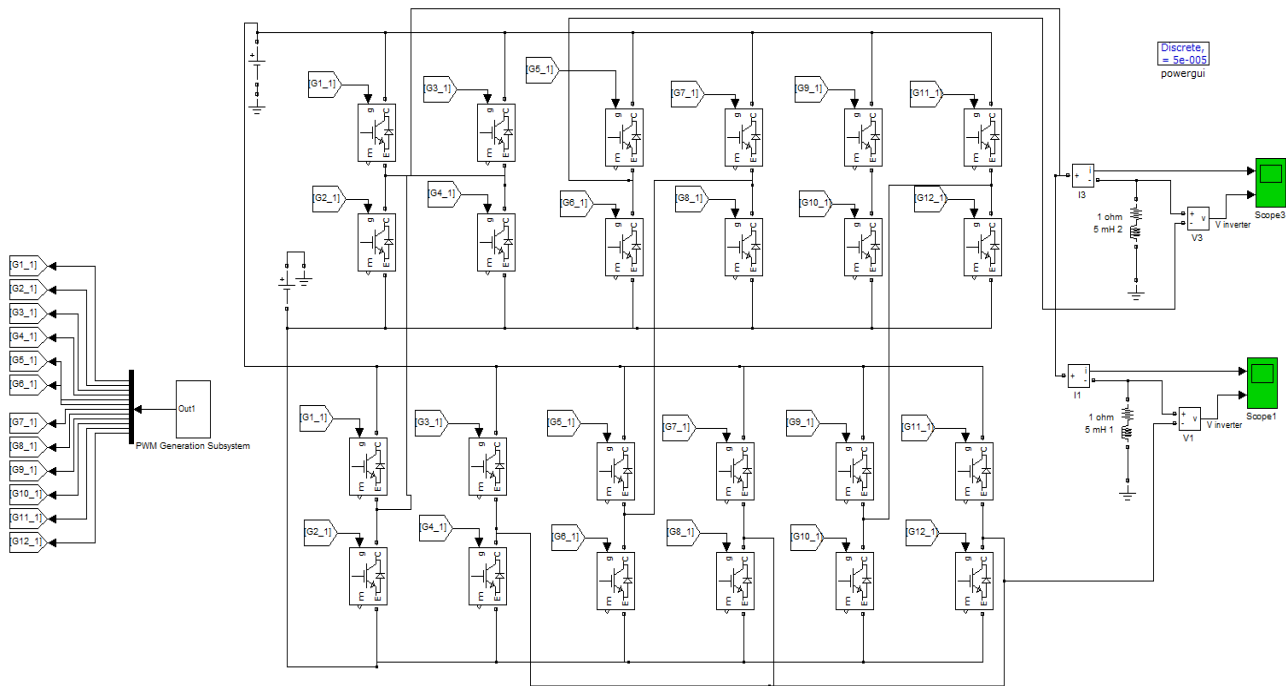 Discrete,
= 5e-005
powergui
[G1_1]
[G3_1]
[G5_1]
[G7_1]
[G9_1]
[G11_1]
g C
E
E
g C
E
E
g C
E
E
g C
E
E
g C
E
E
g C
E
E
[G2_1]
[G4_1]
[G6_1]
[G8_1]
[G10_1]
[G12_1]
g C
E
E
g C
E
E
g C
E
E
g C
E
E
g C
E
E
g C
E
E
+
+
+ i
-
I3
1 ohm
5 mH 2
+ v
-
V3
V inverter
Scope3
[G1_1]
[G2_1]
[G3_1]
[G4_1]
[G5_1]
[G6_1]
[G7_1]
[G8_1]
[G9_1]
[G10_1]
[G11_1]
[G12_1]
Out1
PWM Generation Subsystem
[G1_1]
[G3_1]
[G5_1]
[G7_1]
[G9_1]
[G11_1]
g C
E
E
g C
E
E
g C
E
E
g C
E
E
g C
E
E
g C
E
E
[G2_1]
[G4_1]
[G6_1]
[G8_1]
[G10_1]
[G12_1]
g C
E
E
g C
E
E
g C
E
E
g C
E
E
g C
E
E
g C
E
E
+ i
-
I1
1 ohm
5 mH 1
+ v
-
V1
V inverter
Scope1